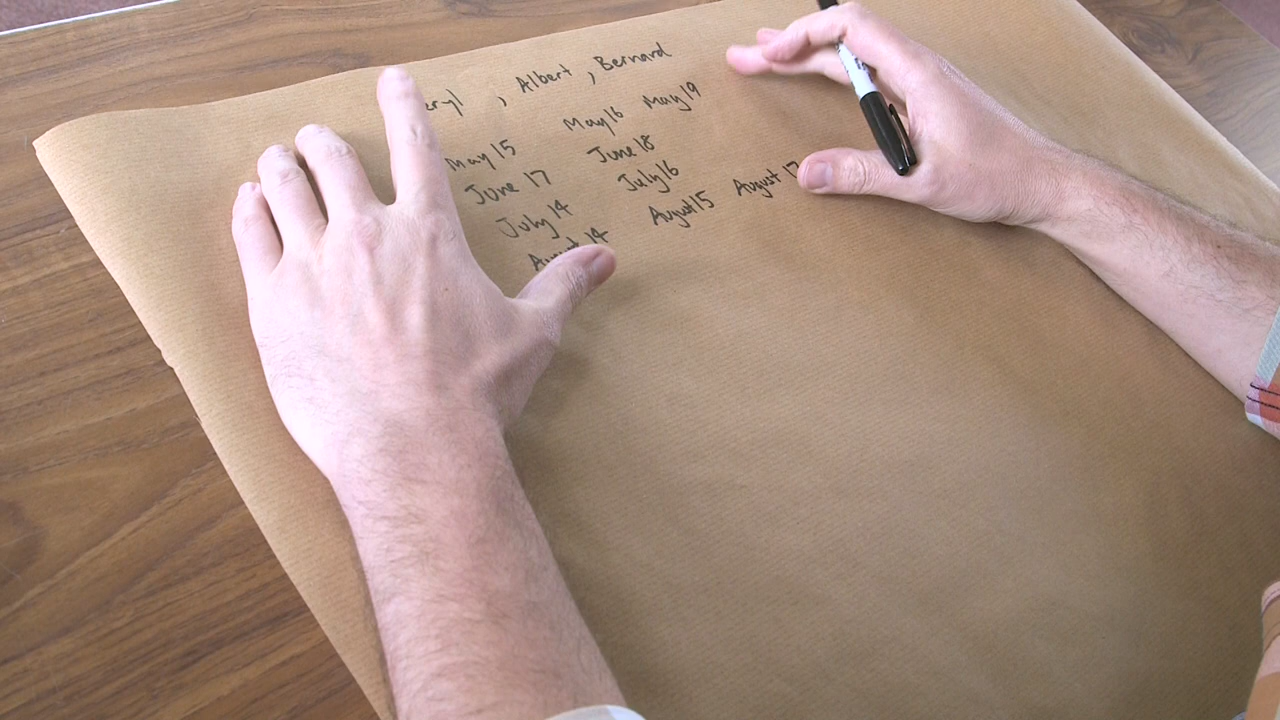 eryl , Albert , Bernard
May 15 May 16 May 19
June 17 June 18
July 14 July 16
August 14 August 15 August 17